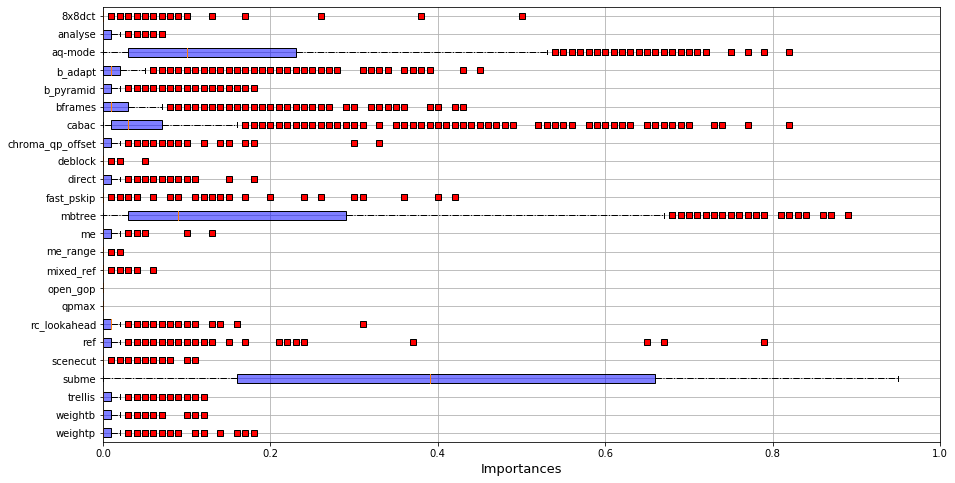 8x8dct
analyse
aq-mode
b_adapt
b_pyramid
bframes
cabac
chroma_qp_offset
deblock
direct
fast_pskip
mbtree
me
me_range
mixed_ref
open_gop
qpmax
rc_lookahead
ref
scenecut
subme
trellis
weightb
weightp
0.0 0.2 0.4 0.6 0.8 1.0
Importances